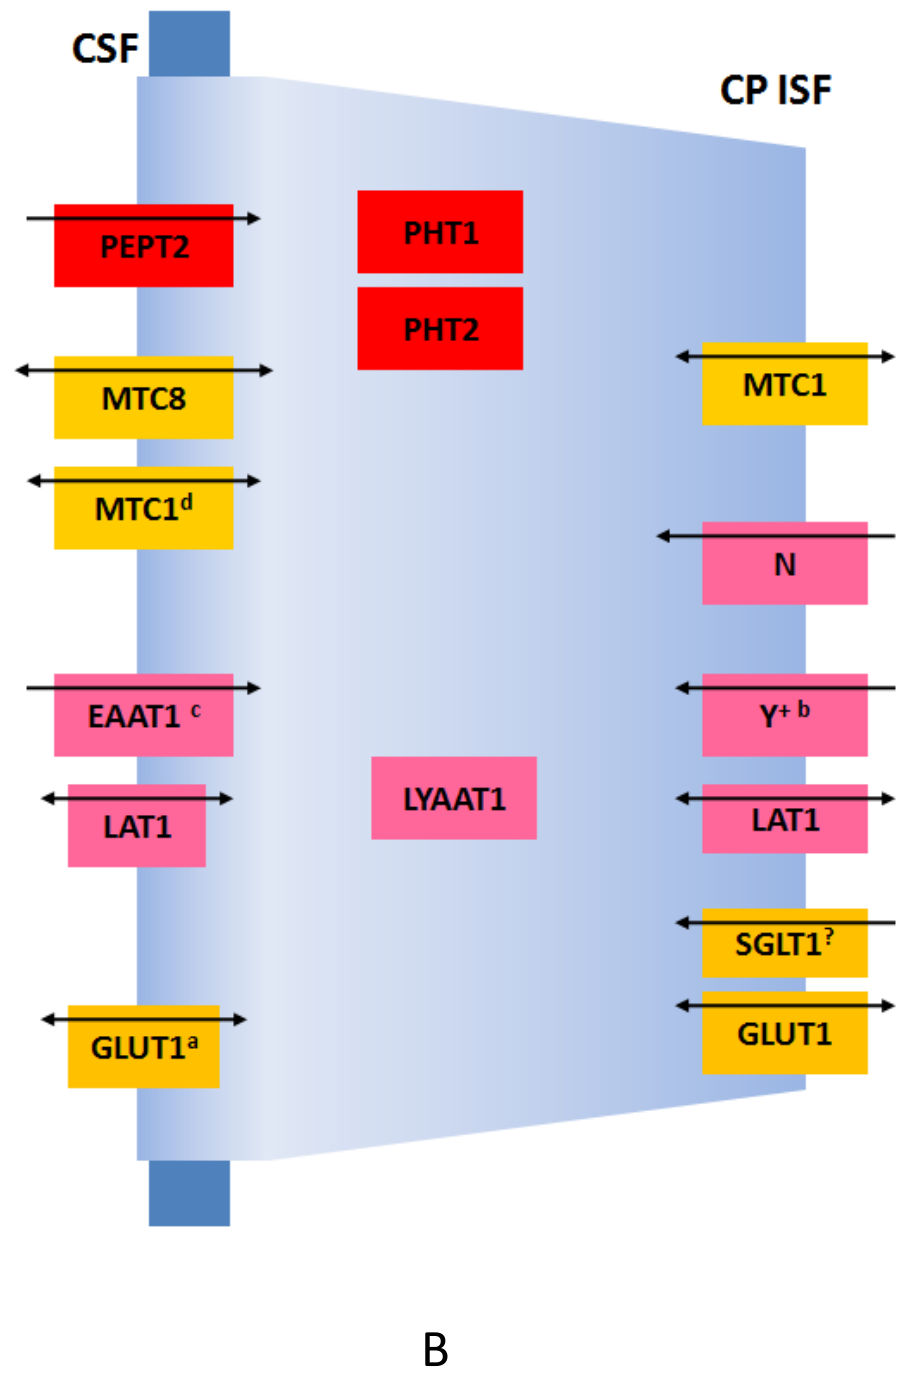 CSF
CP ISF
PEPT2
PHT1
PHT2
MTC8
MTC1
MTC1ᵈ
N
EAAT1 ᶜ
Y⁺ ᵇ
LYAAT1
LAT1
LAT1
SGLT1?
GLUT1ᵃ
GLUT1
B